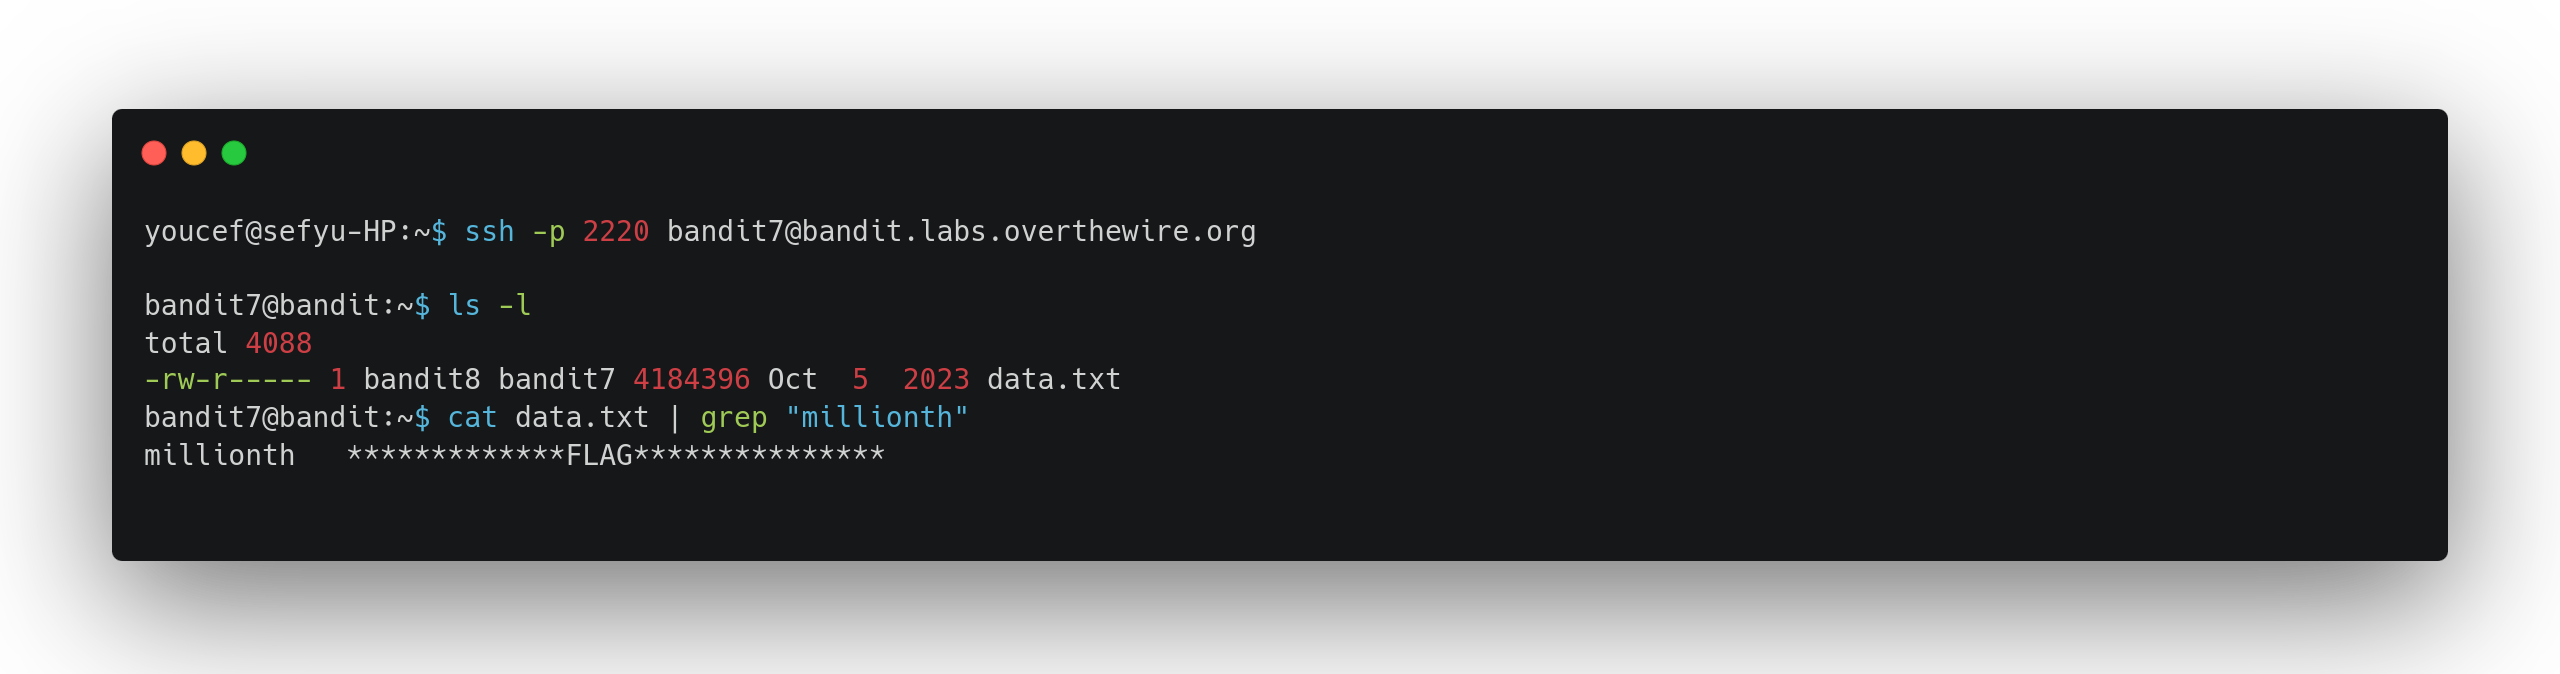 youcef@sefyu-HP:~$ ssh -p 2220 bandit7@bandit.labs.overthewire.org
bandit7@bandit:~$ ls -l
total 4088
-rw-r----- 1 bandit8 bandit7 4184396 Oct  5  2023 data.txt
bandit7@bandit:~$ cat data.txt | grep "millionth"
millionth   *************FLAG***************